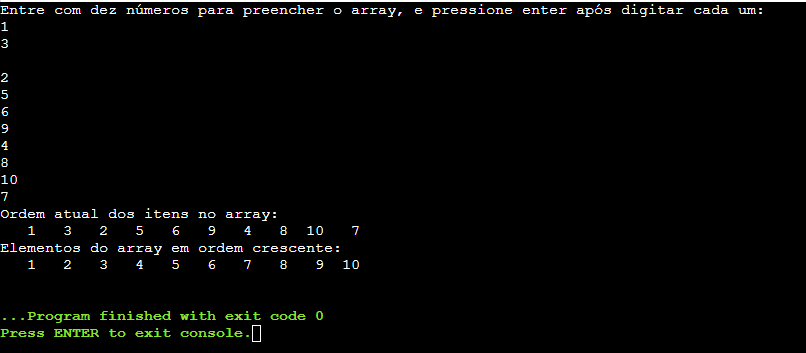 Entre com dez números para preencher o array, e pressione enter após digitar cada um:
1
3
2
5
6
9
4
8
10
7
Ordem atual dos itens no array:
1 3 2 5 6 9 4 8 10 7
Elementos do array em ordem crescente:
1 2 3 4 5 6 7 8 9 10
...Program finished with exit code 0
Press ENTER to exit console.